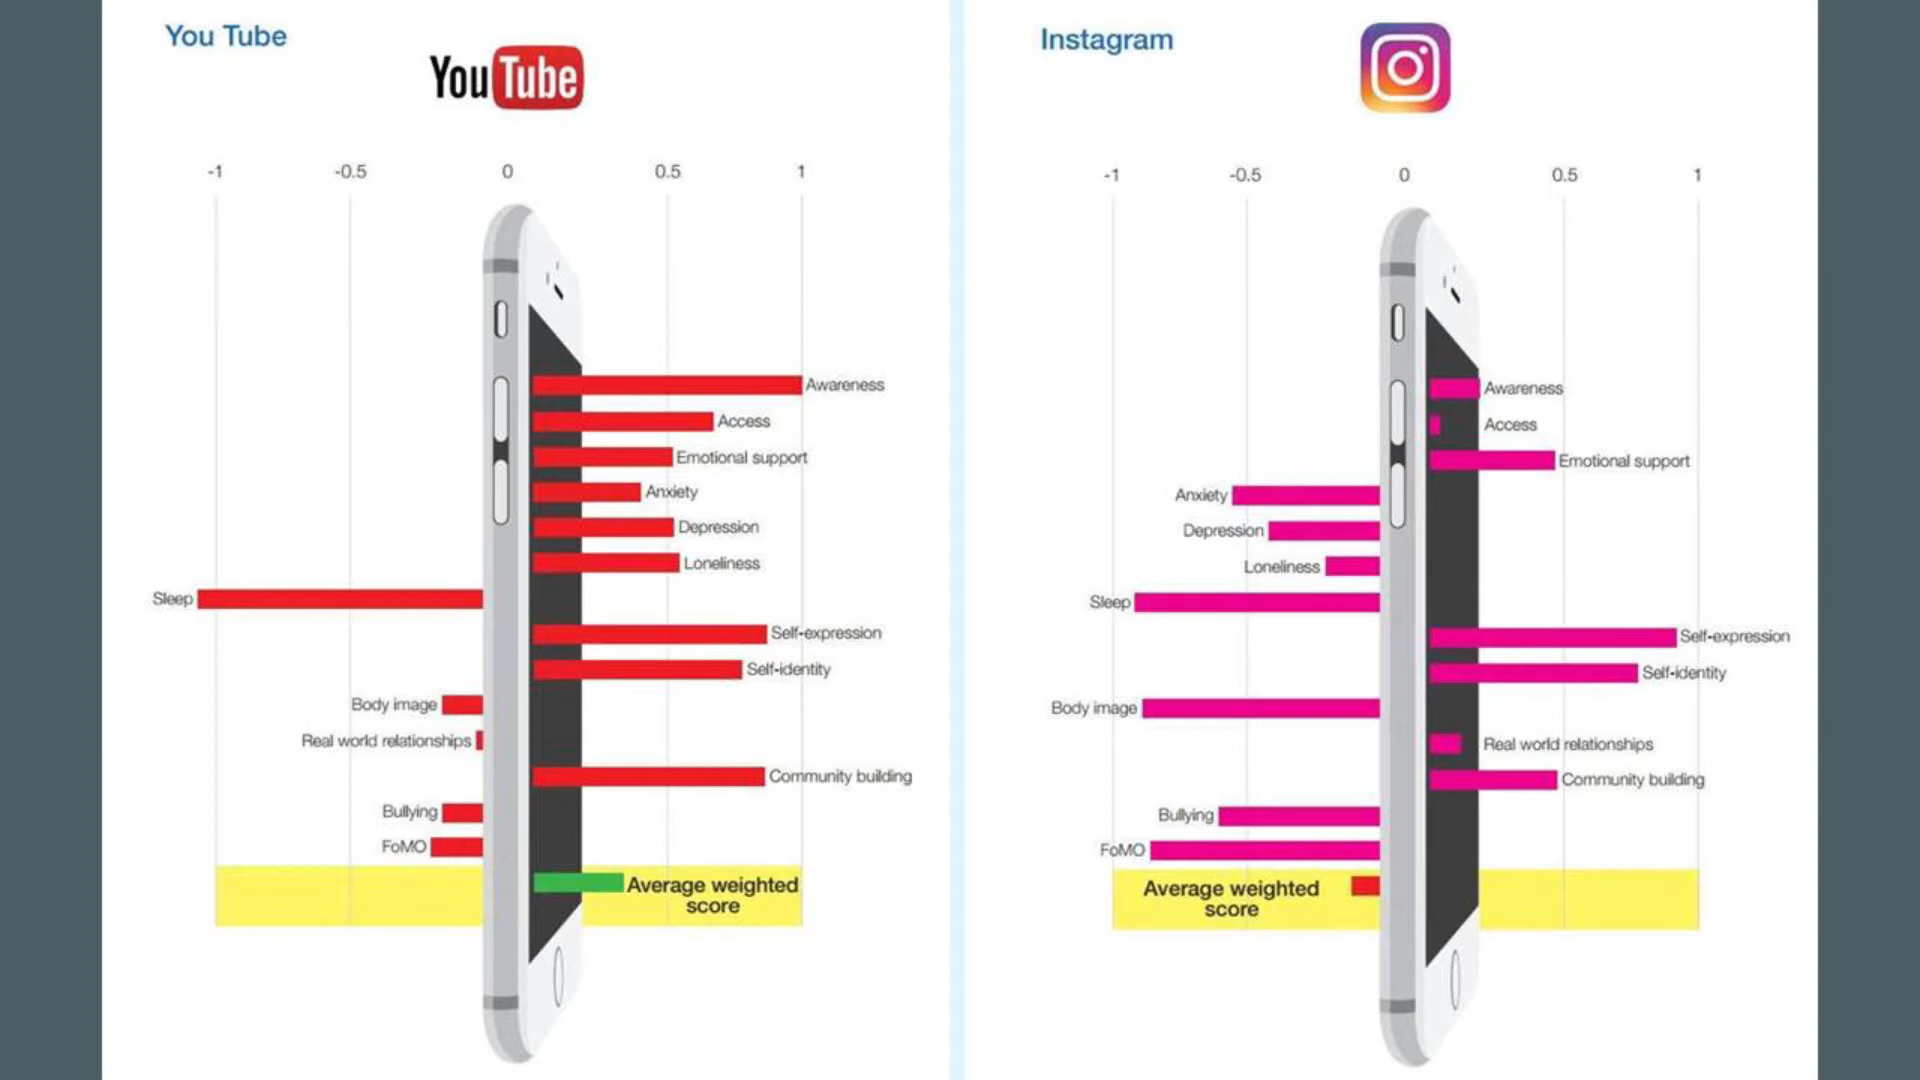 You Tube
YouTube
-1 -0.5 0 0.5 1
Awareness
Access
Emotional support
Anxiety
Depression
Loneliness
Sleep
Self-expression
Self-identity
Body image
Real world relationships
Community building
Bullying
FoMO
Average weighted
score
Instagram
-1 -0.5 0 0.5 1
Awareness
Access
Emotional support
Anxiety
Depression
Loneliness
Sleep
Self-expression
Self-identity
Body image
Real world relationships
Community building
Bullying
FoMO
Average weighted
score